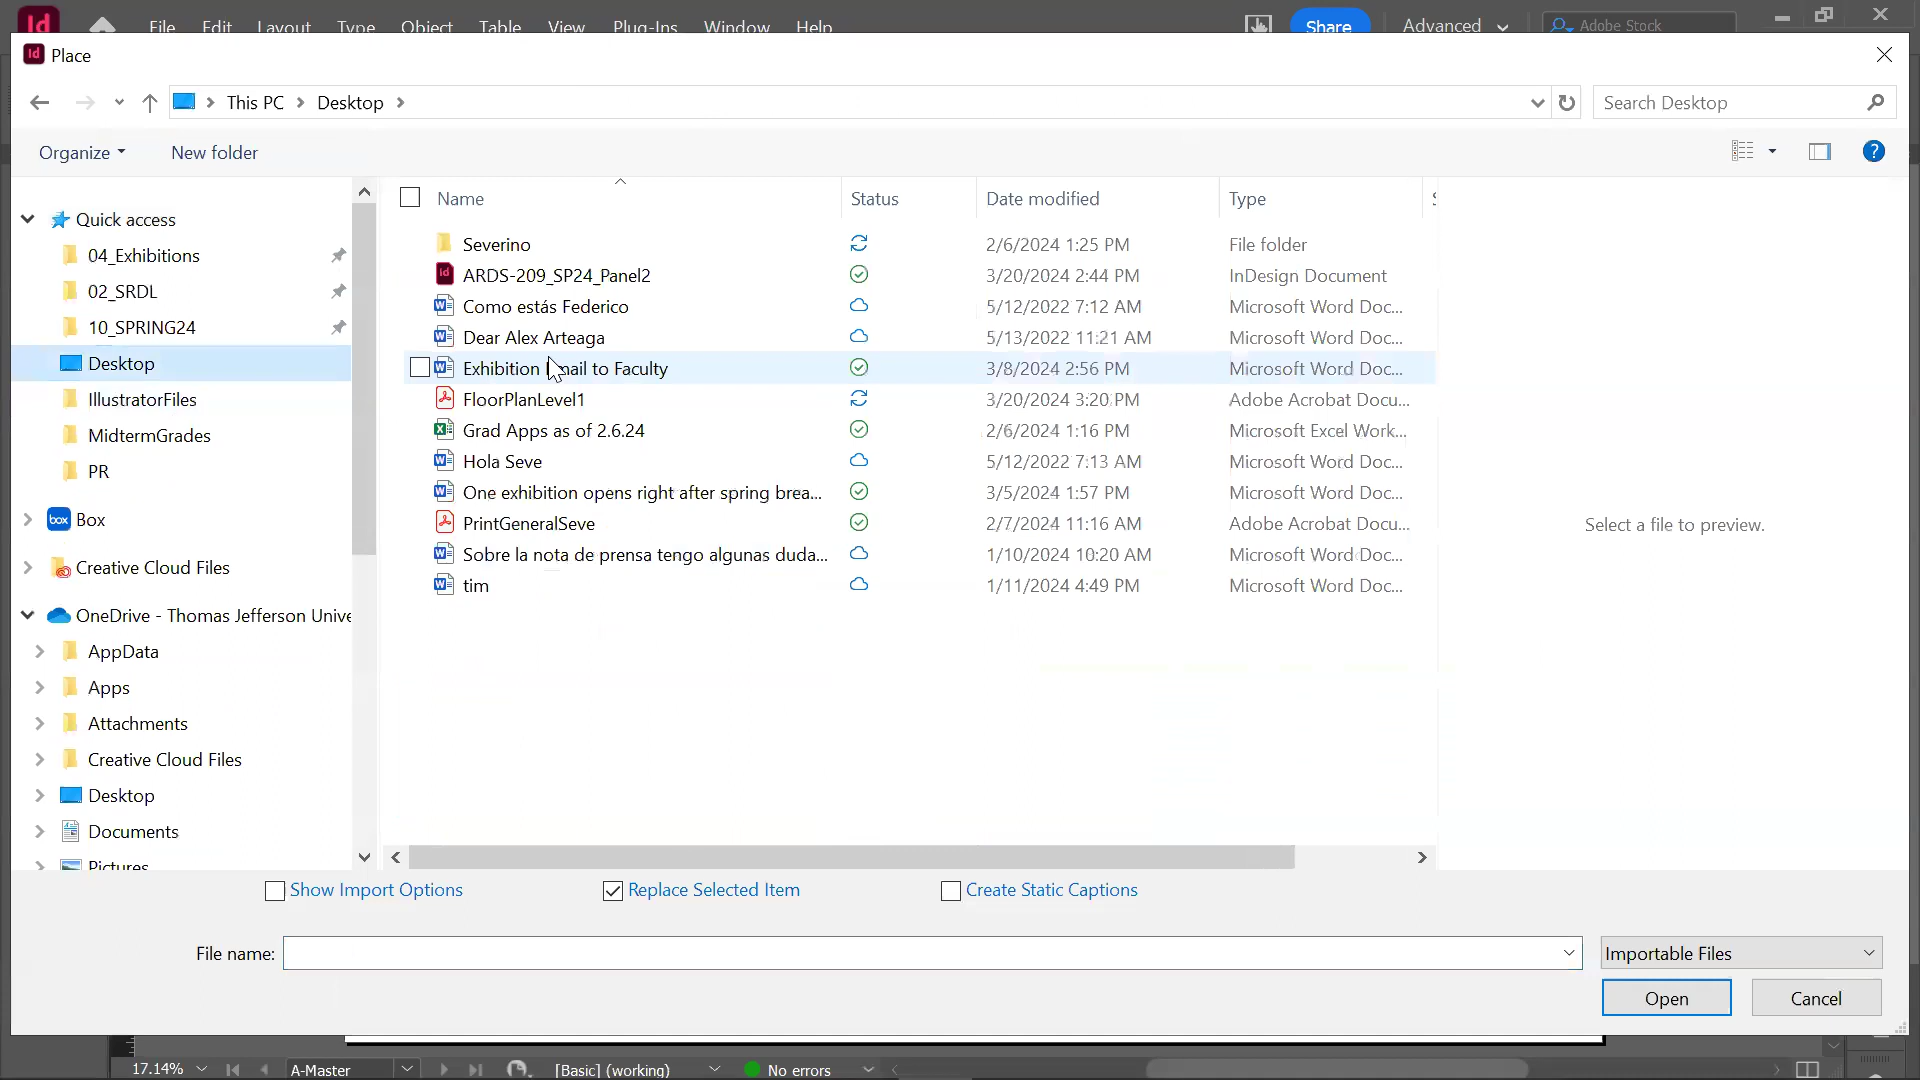 Id File Edit Layout Type Object Table View Plug-Ins Window Help Share Advanced Adobe Stock
Id Place
This PC Desktop Search Desktop
Organize New folder ?
Name Status Date modified Type
Quick access
04_Exhibitions
02_SRDL
10_SPRING24
Desktop
IllustratorFiles
MidtermGrades
PR
box Box
Creative Cloud Files
OneDrive - Thomas Jefferson Unive
AppData
Apps
Attachments
Creative Cloud Files
Desktop
Documents
Pictures
Severino 2/6/2024 1:25 PM File folder
ARDS-209_SP24_Panel2 3/20/2024 2:44 PM InDesign Document
Como estás Federico 5/12/2022 7:12 AM Microsoft Word Doc...
Dear Alex Arteaga 5/13/2022 11:21 AM Microsoft Word Doc...
Exhibition Email to Faculty 3/8/2024 2:56 PM Microsoft Word Doc...
FloorPlanLevel1 3/20/2024 3:20 PM Adobe Acrobat Docu...
Grad Apps as of 2.6.24 2/6/2024 1:16 PM Microsoft Excel Work...
Hola Seve 5/12/2022 7:13 AM Microsoft Word Doc...
One exhibition opens right after spring brea... 3/5/2024 1:57 PM Microsoft Word Doc...
PrintGeneralSeve 2/7/2024 11:16 AM Adobe Acrobat Docu...
Sobre la nota de prensa tengo algunas duda... 1/10/2024 10:20 AM Microsoft Word Doc...
tim 1/11/2024 4:49 PM Microsoft Word Doc...
Select a file to preview.
Show Import Options Replace Selected Item Create Static Captions
File name: Importable Files
Open Cancel
17.14% A-Master [Basic] (working) No errors